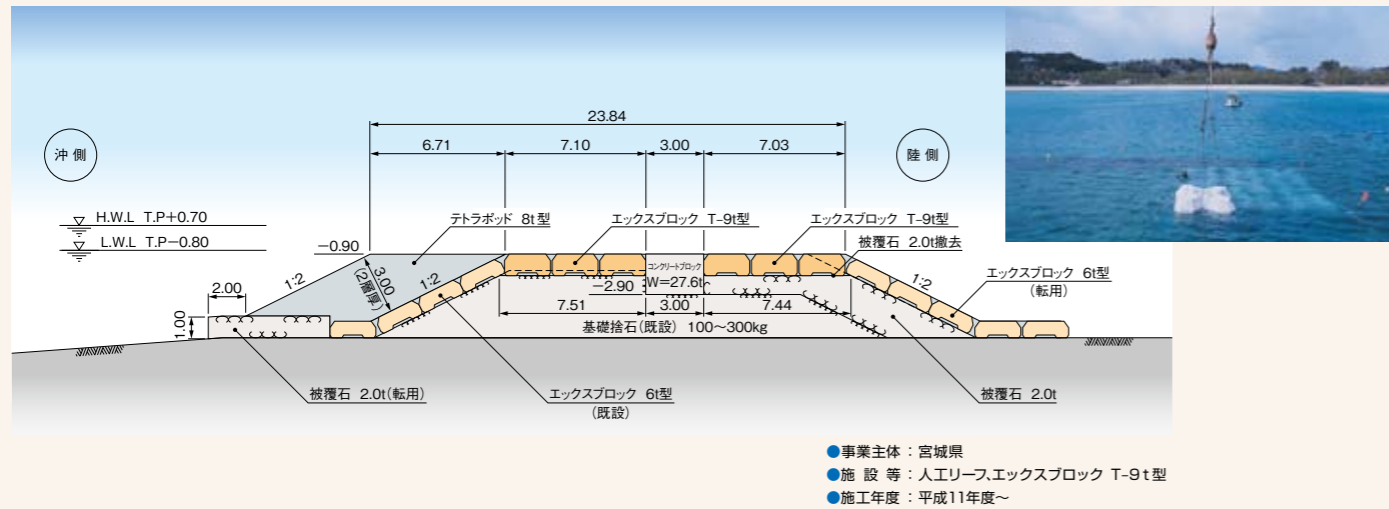 23.84
6.71
7.10
3.00
7.03
沖側
陸側
H.W.L T.P+0.70
L.W.L T.P−0.80
テトラポッド 8t型
エックスブロック T-9t型
エックスブロック T-9t型
被覆石 2.0t撤去
−0.90
1:2
3.00
(2層厚)
1:2
コンクリートブロック
W=27.6t
−2.90
1:2
エックスブロック 6t型
(転用)
2.00
1.00
7.51
3.00
7.44
基礎捨石(既設) 100〜300kg
被覆石 2.0t(転用)
エックスブロック 6t型
(既設)
被覆石 2.0t
●事業主体：宮城県
●施設等：人工リーフ、エックスブロック T-9t型
●施工年度：平成11年度〜